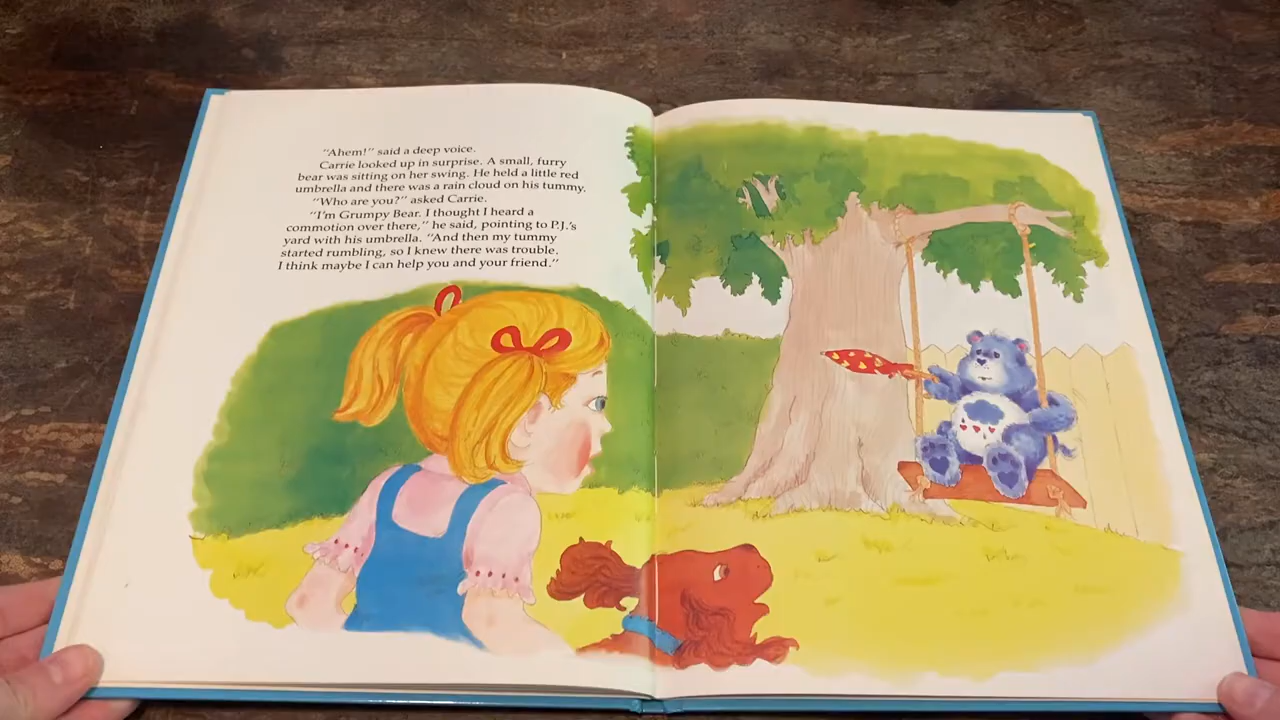 "Ahem!" said a deep voice.
Carrie looked up in surprise. A small, furry
bear was sitting on her swing. He held a little red
umbrella and there was a rain cloud on his tummy.
"Who are you?" asked Carrie.
"I'm Grumpy Bear. I thought I heard a
commotion over there," he said, pointing to P.J.'s
yard with his umbrella. "And then my tummy
started rumbling, so I knew there was trouble.
I think maybe I can help you and your friend."